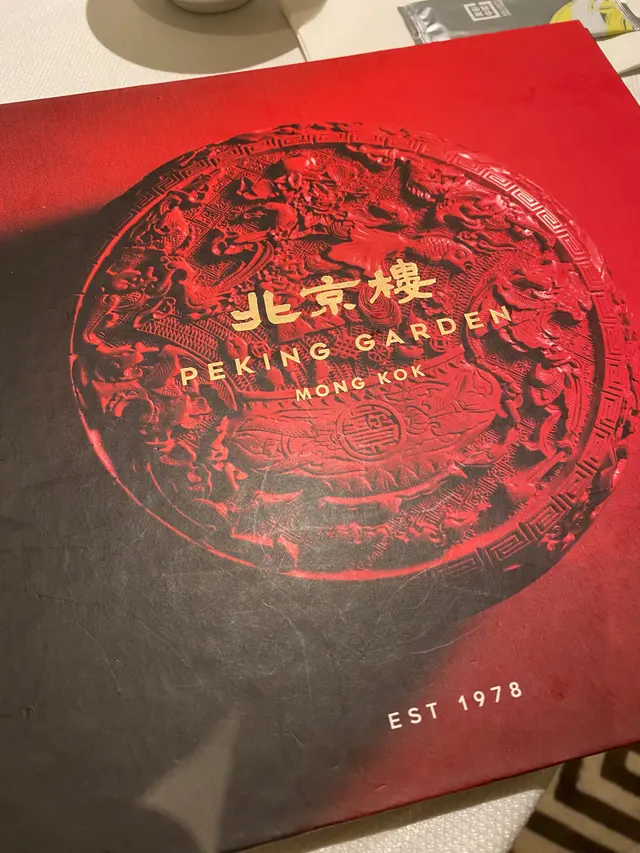 北京樓
PEKING GARDEN
MONG KOK
EST 1978